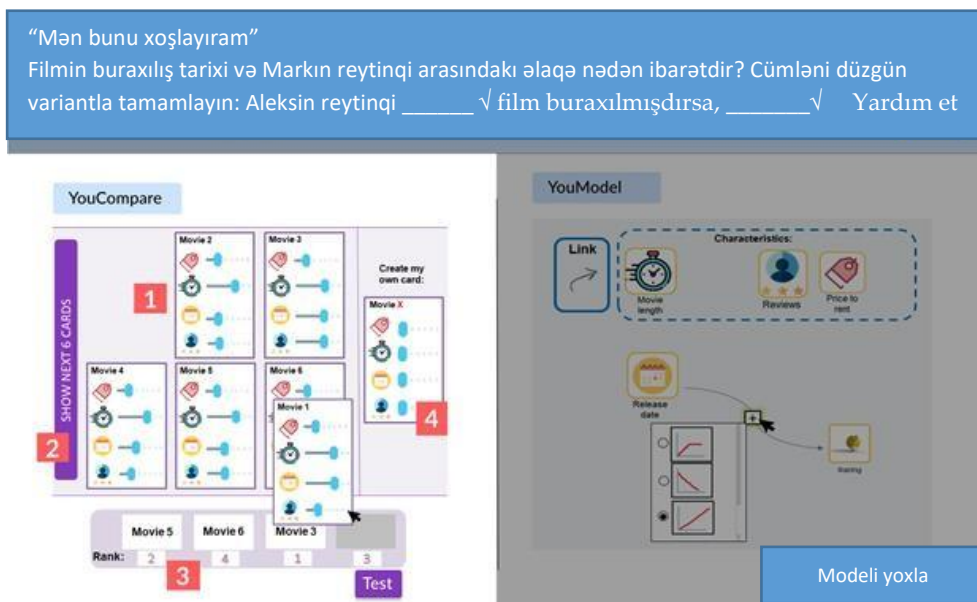 “Mən bunu xoşlayıram”
Filmin buraxılış tarixi və Markın reytinqi arasındakı əlaqə nədən ibarətdir? Cümləni düzgün
variantla tamamlayın: Aleksin reytinqi ______ √ film buraxılmışdırsa, _______√ Yardım et
YouCompare
SHOW NEXT 6 CARDS
1
2
Movie 2
Movie 3
Create my
own card:
Movie X
4
Movie 4
Movie 5
Movie 6
Movie 1
Movie 5
Movie 6
Movie 3
Rank:
2
4
1
3
3
Test
YouModel
Link
Characteristics:
Movie
length
Reviews
Price to
rent
Release
date
+
Modeli yoxla